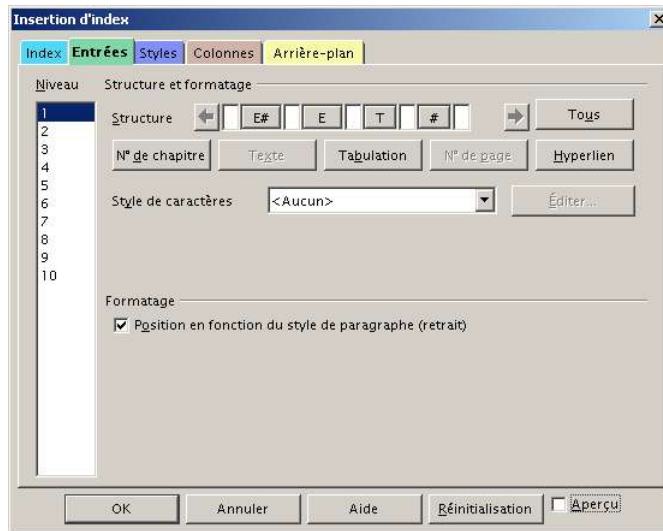 Insertion d'index
Index Entrées Styles Colonnes Arrière-plan
Niveau Structure et formatage
1
2
3
4
5
6
7
8
9
10
Structure E# E T # Tous
N° de chapitre Texte Tabulation N° de page Hyperlien
Style de caractères <Aucun> Éditer...
Formatage
Position en fonction du style de paragraphe (retrait)
OK Annuler Aide Réinitialisation Aperçu